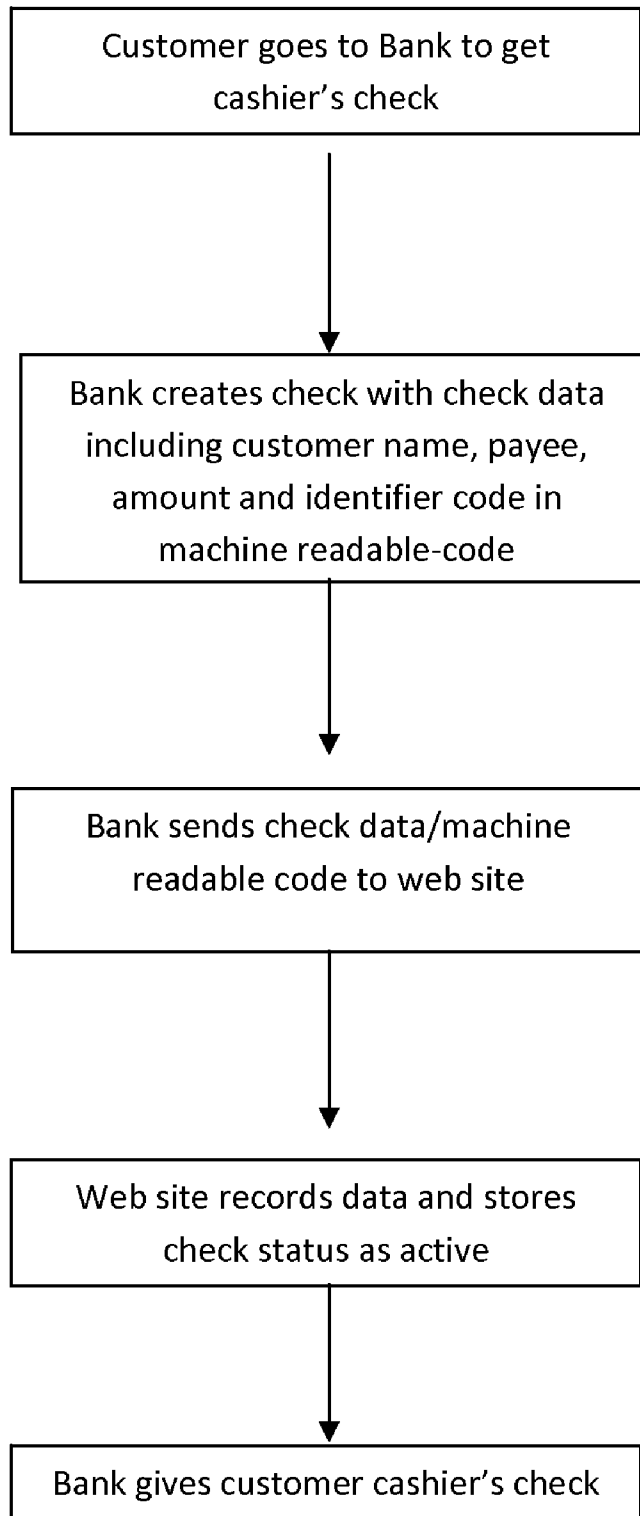 Customer goes to Bank to get
cashier’s check
Bank creates check with check data
including customer name, payee,
amount and identifier code in
machine readable-code
Bank sends check data/machine
readable code to web site
Web site records data and stores
check status as active
Bank gives customer cashier’s check